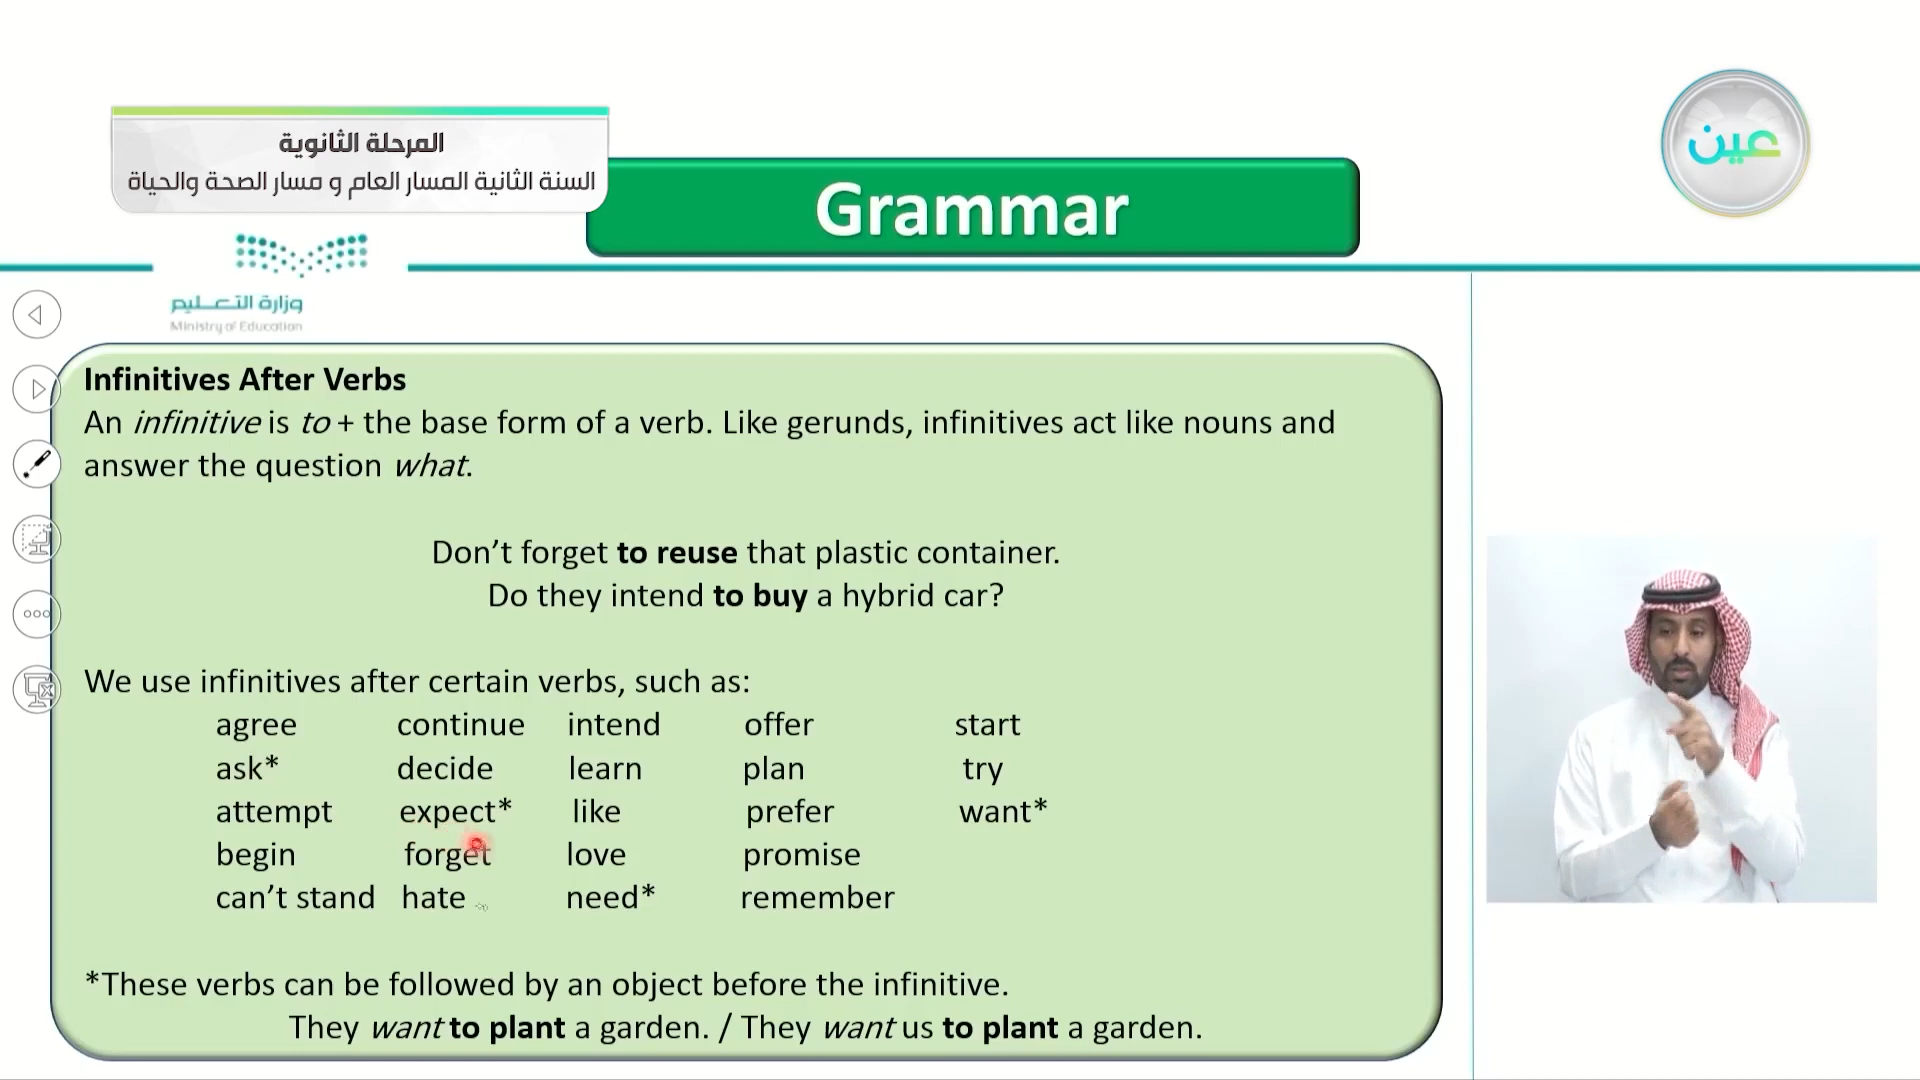 المرحلة الثانوية
السنة الثانية المسار العام و مسار الصحة والحياة
Grammar
عين
وزارة التعليم
Ministry of Education
Infinitives After Verbs
An infinitive is to + the base form of a verb. Like gerunds, infinitives act like nouns and
answer the question what.
Don’t forget to reuse that plastic container.
Do they intend to buy a hybrid car?
We use infinitives after certain verbs, such as:
agree continue intend offer start
ask* decide learn plan try
attempt expect* like prefer want*
begin forget love promise
can’t stand hate need* remember
*These verbs can be followed by an object before the infinitive.
They want to plant a garden. / They want us to plant a garden.